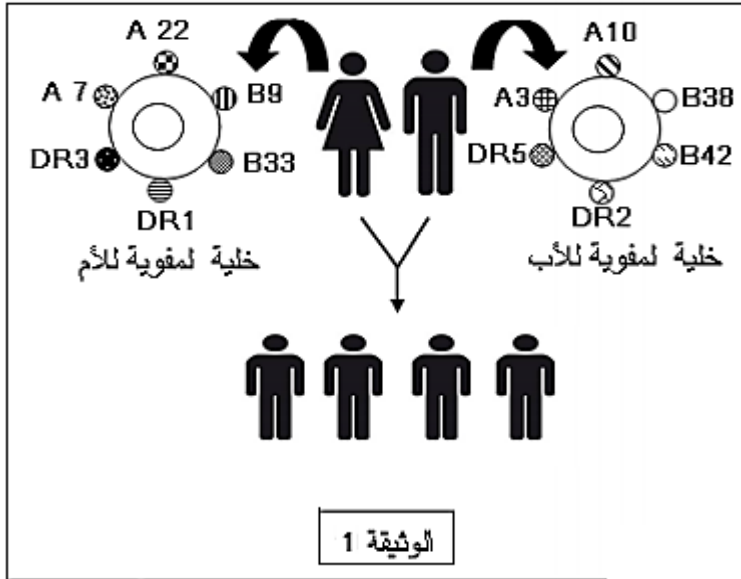 A 22
A10
A 7
B9
A3
B38
DR3
B33
DR5
B42
DR1
DR2
خلية لمفوية للأم
خلية لمفوية للأب
الوثيقة 1